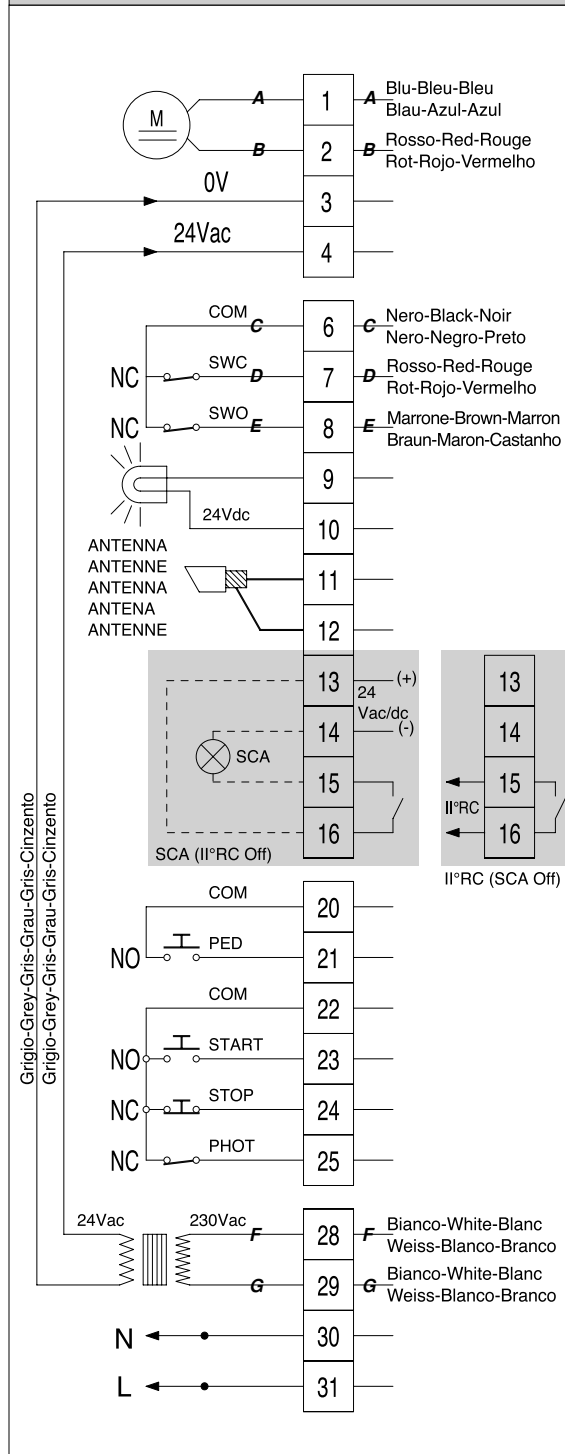 M
A
1
A
Blu-Bleu-Bleu
Blau-Azul-Azul
B
2
B
Rosso-Red-Rouge
Rot-Rojo-Vermelho
0V
3
24Vac
4
COM
C
6
C
Nero-Black-Noir
Nero-Negro-Preto
NC
SWC
D
7
D
Rosso-Red-Rouge
Rot-Rojo-Vermelho
NC
SWO
E
8
E
Marrone-Brown-Marron
Braun-Maron-Castanho
9
24Vdc
10
ANTENNA
ANTENNE
ANTENNA
ANTENA
ANTENNE
11
12
13
24
(+)
Vac/dc
14
(-)
SCA
15
16
SCA (II°RC Off)
13
14
15
II°RC
16
II°RC (SCA Off)
COM
20
NO
PED
21
COM
22
NO
START
23
NC
STOP
24
NC
PHOT
25
Grigio-Grey-Gris-Grau-Gris-Cinzento
Grigio-Grey-Gris-Grau-Gris-Cinzento
24Vac
230Vac
F
28
F
Bianco-White-Blanc
Weiss-Blanco-Branco
G
29
G
Bianco-White-Blanc
Weiss-Blanco-Branco
N
30
L
31